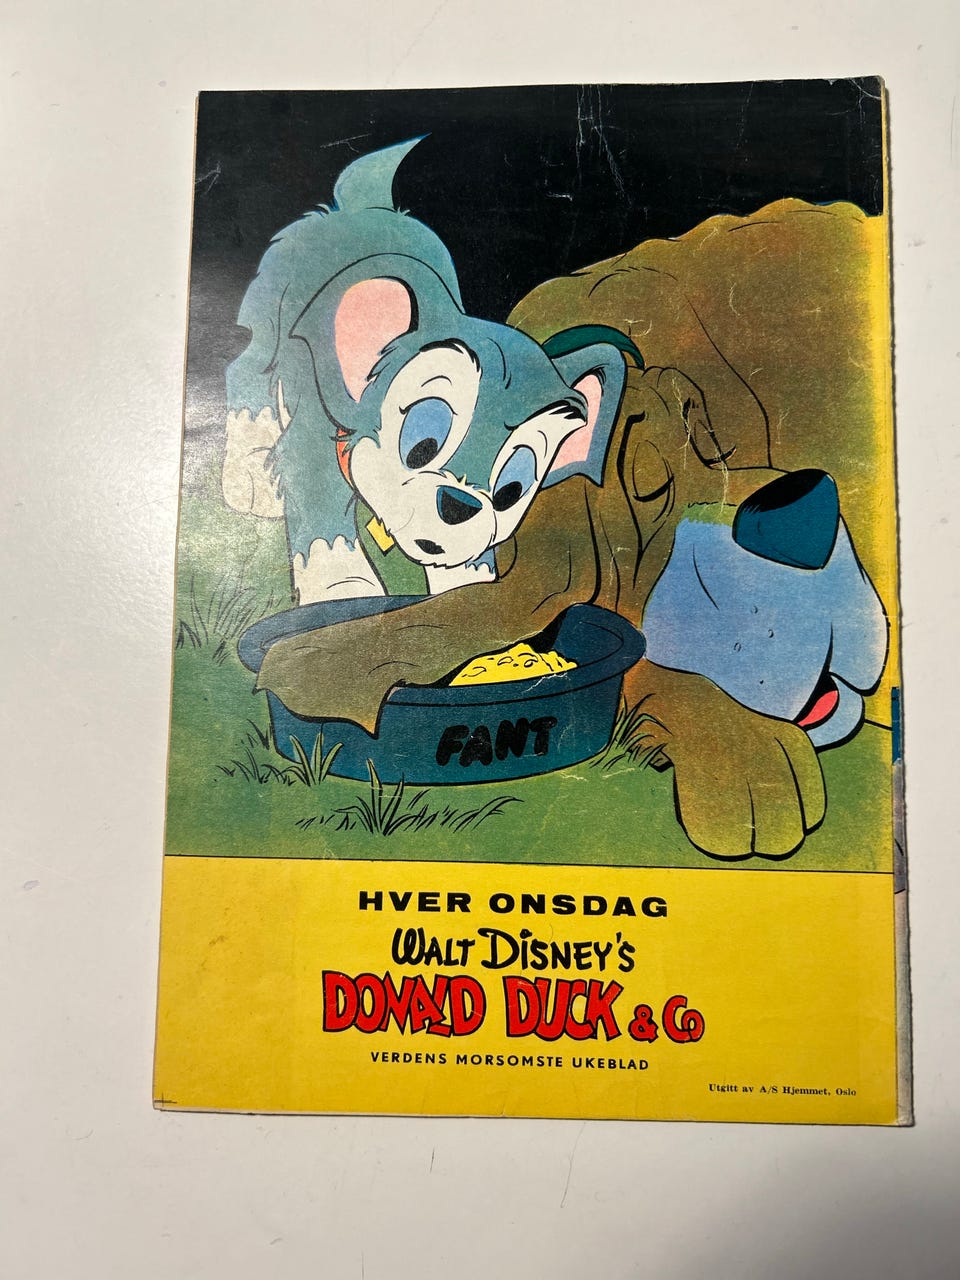 FANT
HVER ONSDAG
WALT DISNEY'S
DONALD DUCK & CO
VERDENS MORSOMSTE UKEBLAD
Utgitt av A/S Hjemmet, Oslo